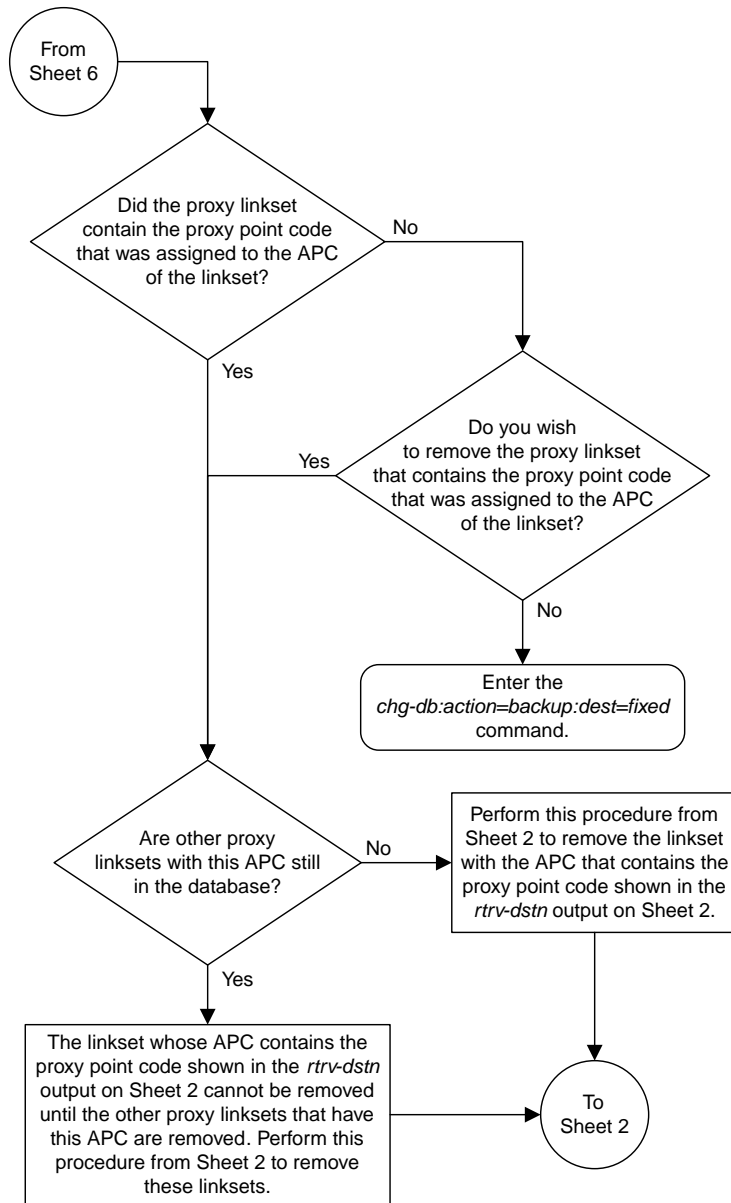 From
Sheet 6
Did the proxy linkset
contain the proxy point code
that was assigned to the APC
of the linkset?
No
Yes
Do you wish
to remove the proxy linkset
that contains the proxy point code
that was assigned to the APC
of the linkset?
Yes
No
Enter the
chg-db:action=backup:dest=fixed
command.
Are other proxy
linksets with this APC still
in the database?
No
Perform this procedure from
Sheet 2 to remove the linkset
with the APC that contains the
proxy point code shown in the
rtrv-dstn output on Sheet 2.
Yes
The linkset whose APC contains the
proxy point code shown in the rtrv-dstn
output on Sheet 2 cannot be removed
until the other proxy linksets that have
this APC are removed. Perform this
procedure from Sheet 2 to remove
these linksets.
To
Sheet 2